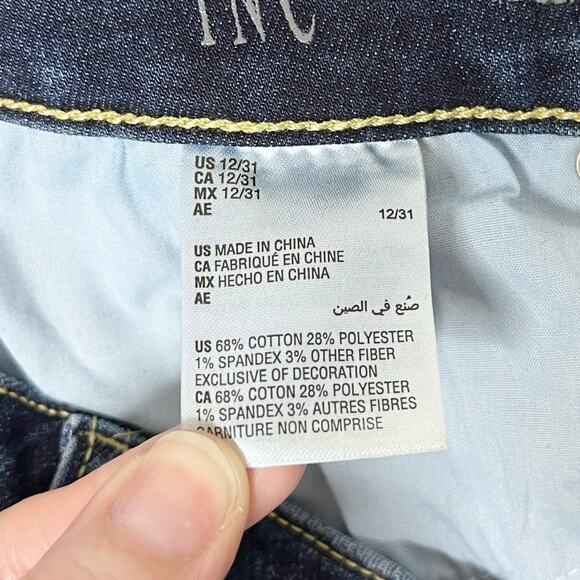 INC
US 12/31
CA 12/31
MX 12/31
AE 12/31
US MADE IN CHINA
CA FABRIQUÉ EN CHINE
MX HECHO EN CHINA
AE
صُنع في الصين
US 68% COTTON 28% POLYESTER
1% SPANDEX 3% OTHER FIBER
EXCLUSIVE OF DECORATION
CA 68% COTTON 28% POLYESTER
1% SPANDEX 3% AUTRES FIBRES
GARNITURE NON COMPRISE